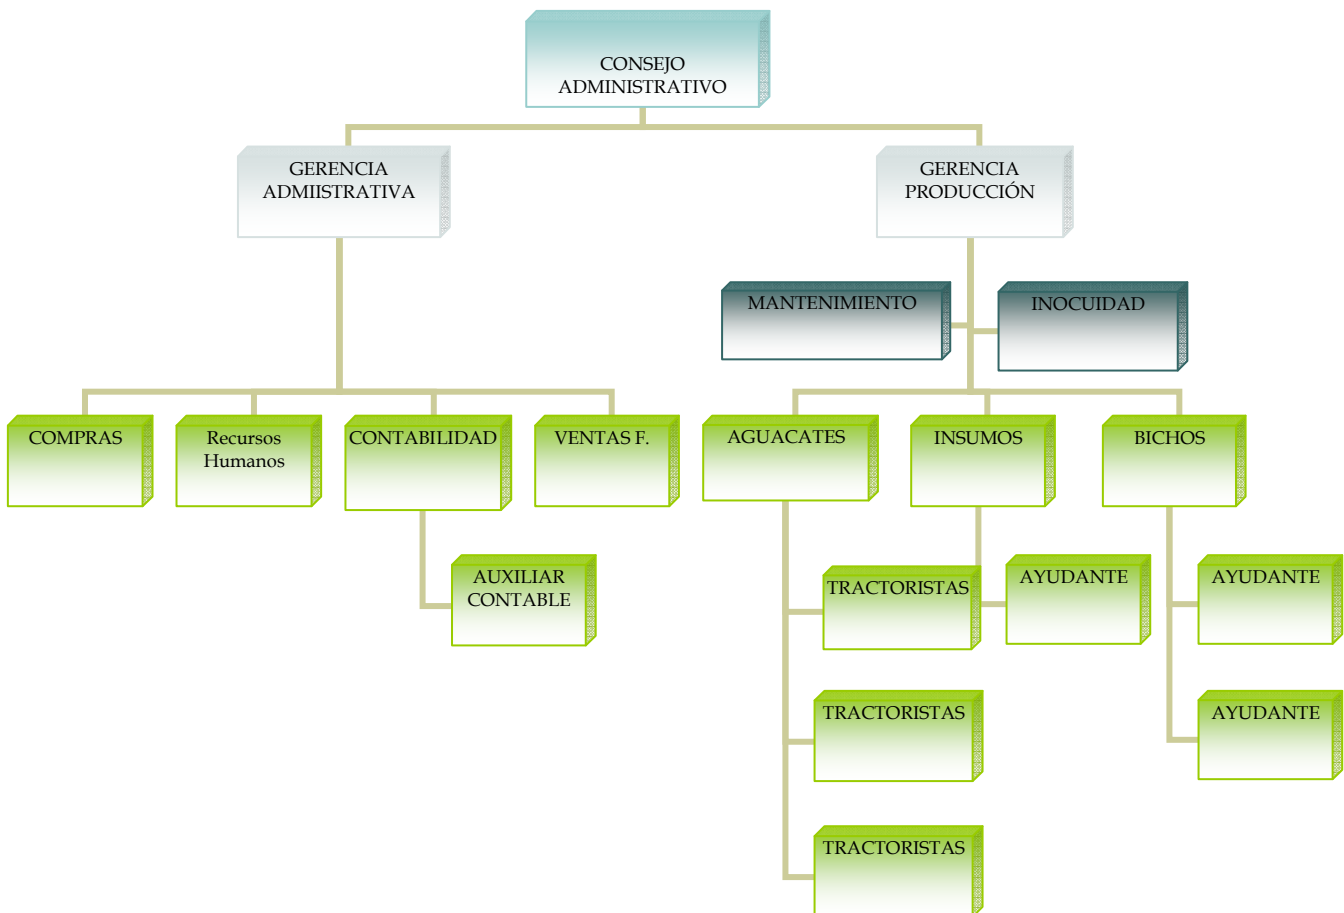 CONSEJO
ADMINISTRATIVO
GERENCIA
ADMIISTRATIVA
GERENCIA
PRODUCCIÓN
MANTENIMIENTO
INOCUIDAD
COMPRAS
Recursos
Humanos
CONTABILIDAD
VENTAS F.
AGUACATES
INSUMOS
BICHOS
AUXILIAR
CONTABLE
TRACTORISTAS
AYUDANTE
AYUDANTE
TRACTORISTAS
AYUDANTE
TRACTORISTAS